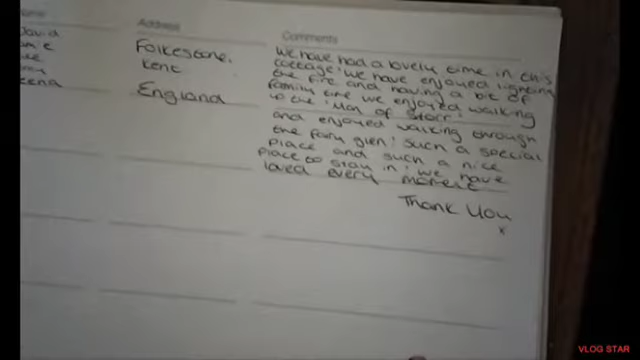 Name Address Comments
David
Folkestone,
Kent
England
We have had a lovely time in this
cottage! We have enjoyed lighting
the fire and having a bit of
family time we enjoyed walking
to the 'Man of Storr'
and enjoyed walking through
the fairy glen! Such a special
place and such a nice
place to stay in! We have
loved every moment
Thank You
x
VLOG STAR